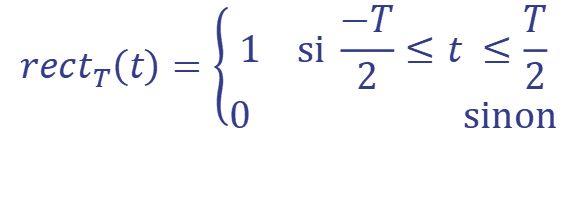 rect_T(t) = { 1 si -T/2 ≤ t ≤ T/2
0 sinon